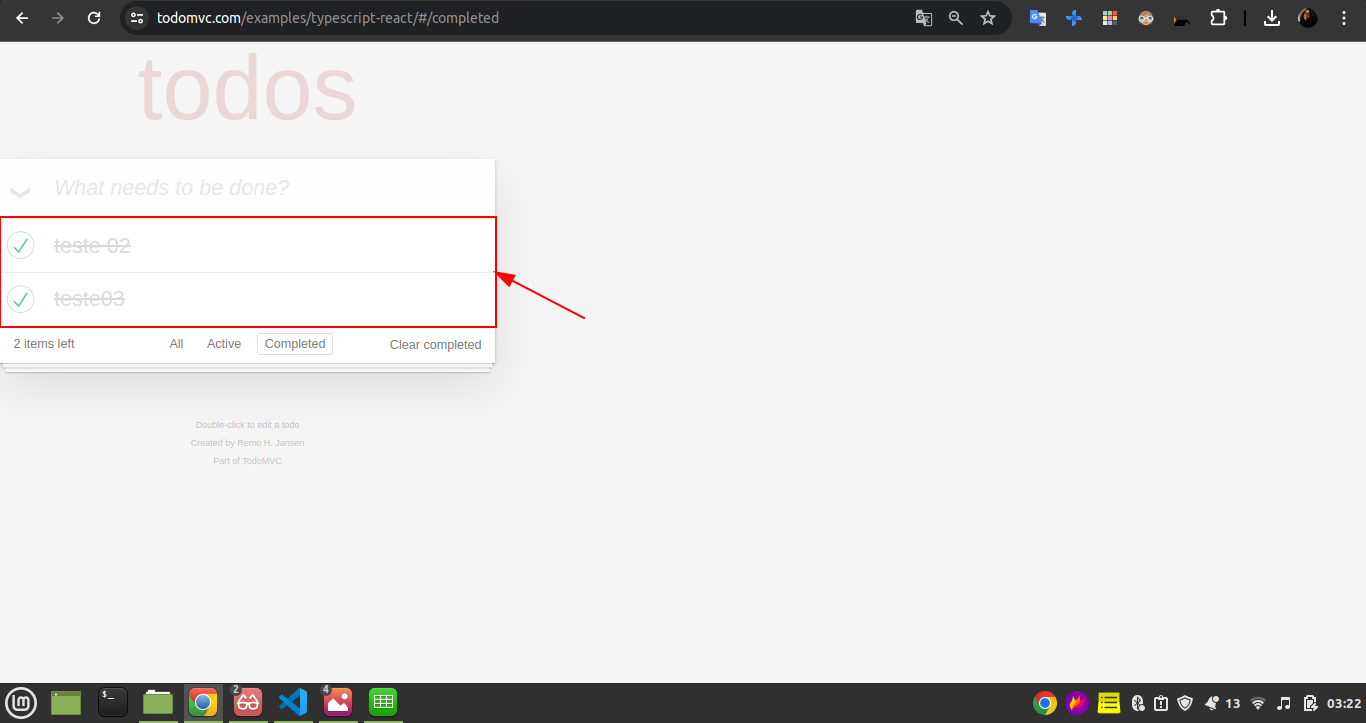 todomvc.com/examples/typescript-react/#/completed
todos
What needs to be done?
teste 02
teste03
2 items left All Active Completed Clear completed
Double-click to edit a todo
Created by Remo H. Jansen
Part of TodoMVC
$_ 2 4 13 03:22